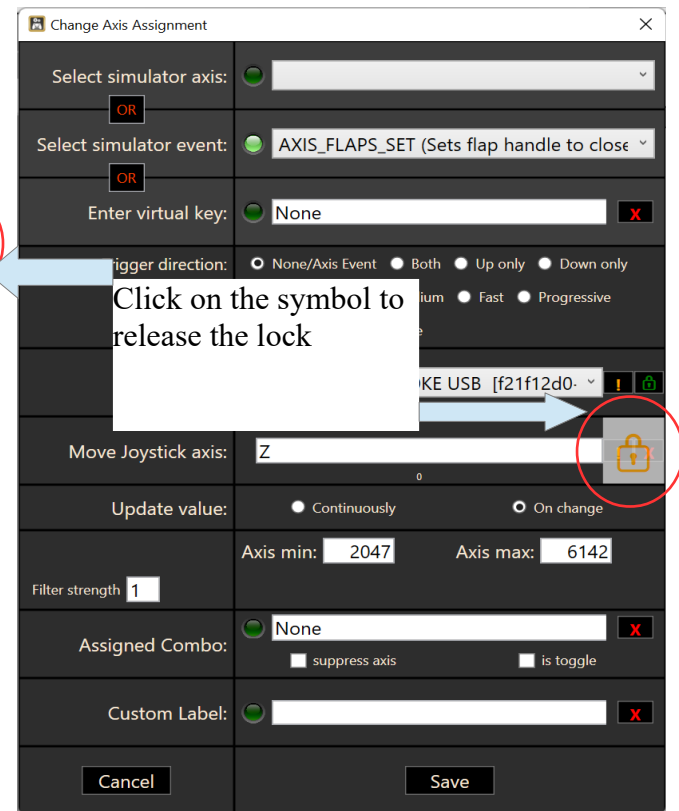 Change Axis Assignment
Select simulator axis:
OR
Select simulator event: AXIS_FLAPS_SET (Sets flap handle to close
OR
Enter virtual key: None X
rigger direction: None/Axis Event Both Up only Down only
Click on the symbol to
release the lock
ium Fast Progressive
KE USB [f21f12d0- !
Move Joystick axis: Z
0
Update value: Continuously On change
Axis min: 2047 Axis max: 6142
Filter strength 1
Assigned Combo: None X
suppress axis is toggle
Custom Label: X
Cancel Save